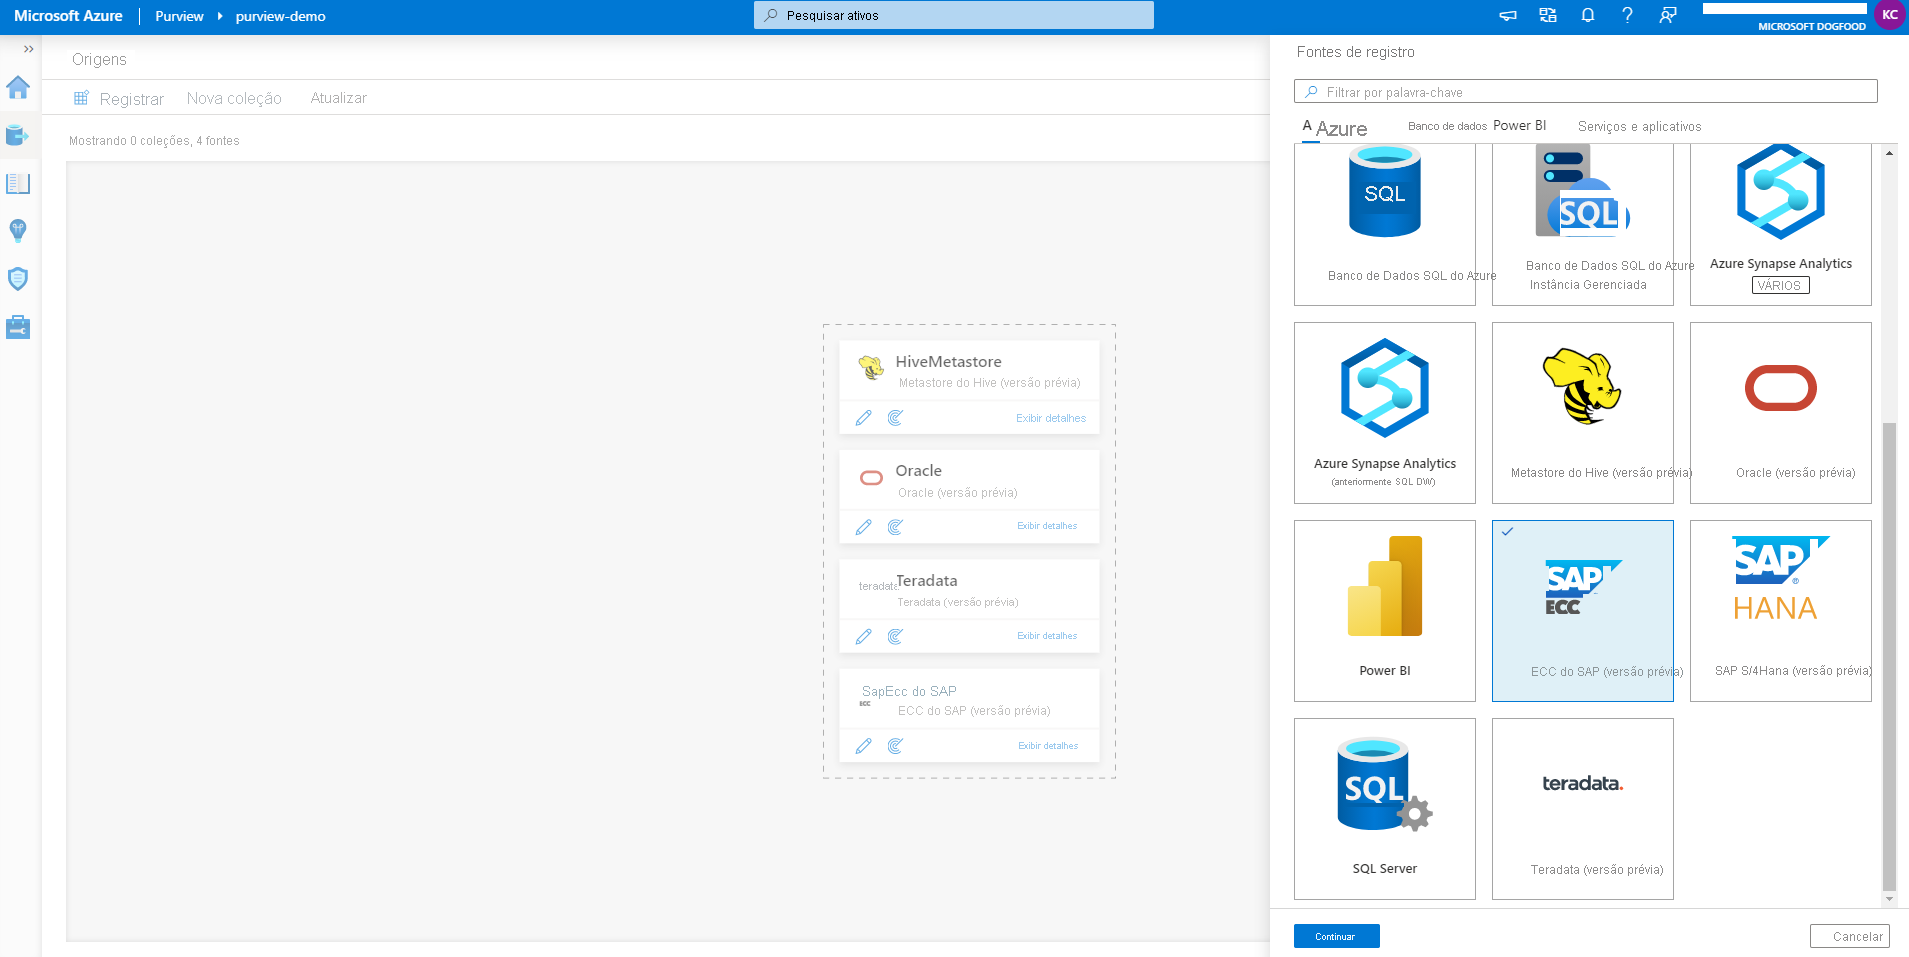 Microsoft Azure
Purview
purview-demo
Pesquisar ativos
MICROSOFT DOGFOOD
KC
Origens
Registrar
Nova coleção
Atualizar
Mostrando 0 coleções, 4 fontes
HiveMetastore
Metastore do Hive (versão prévia)
Exibir detalhes
Oracle
Oracle (versão prévia)
Exibir detalhes
teradata
Teradata
Teradata (versão prévia)
Exibir detalhes
SapEcc do SAP
ECC
ECC do SAP (versão prévia)
Exibir detalhes
Fontes de registro
Filtrar por palavra-chave
A Azure
Banco de dados
Power BI
Serviços e aplicativos
SQL
Banco de Dados SQL do Azure
SQL
Banco de Dados SQL do Azure
Instância Gerenciada
Azure Synapse Analytics
VÁRIOS
Azure Synapse Analytics
(anteriormente SQL DW)
Metastore do Hive (versão prévia)
Oracle (versão prévia)
Power BI
SAP
ECC
ECC do SAP (versão prévia)
SAP®
HANA
SAP S/4Hana (versão prévia)
SQL
SQL Server
teradata.
Teradata (versão prévia)
Continuar
Cancelar